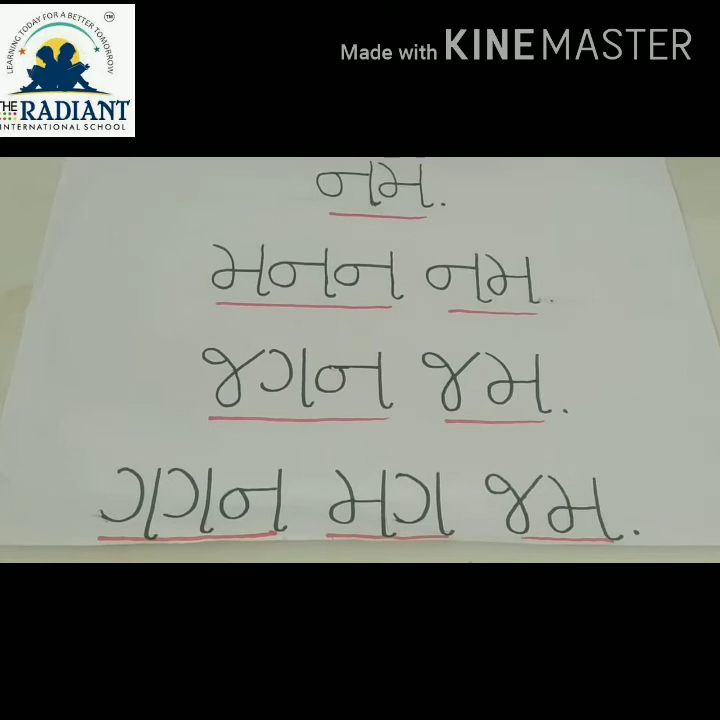 LEARNING TODAY FOR A BETTER TOMORROW
TM
THE RADIANT
INTERNATIONAL SCHOOL
Made with KINEMASTER
નમ.
મનન નમ.
જગન જમ.
ગગન મગ જમ.